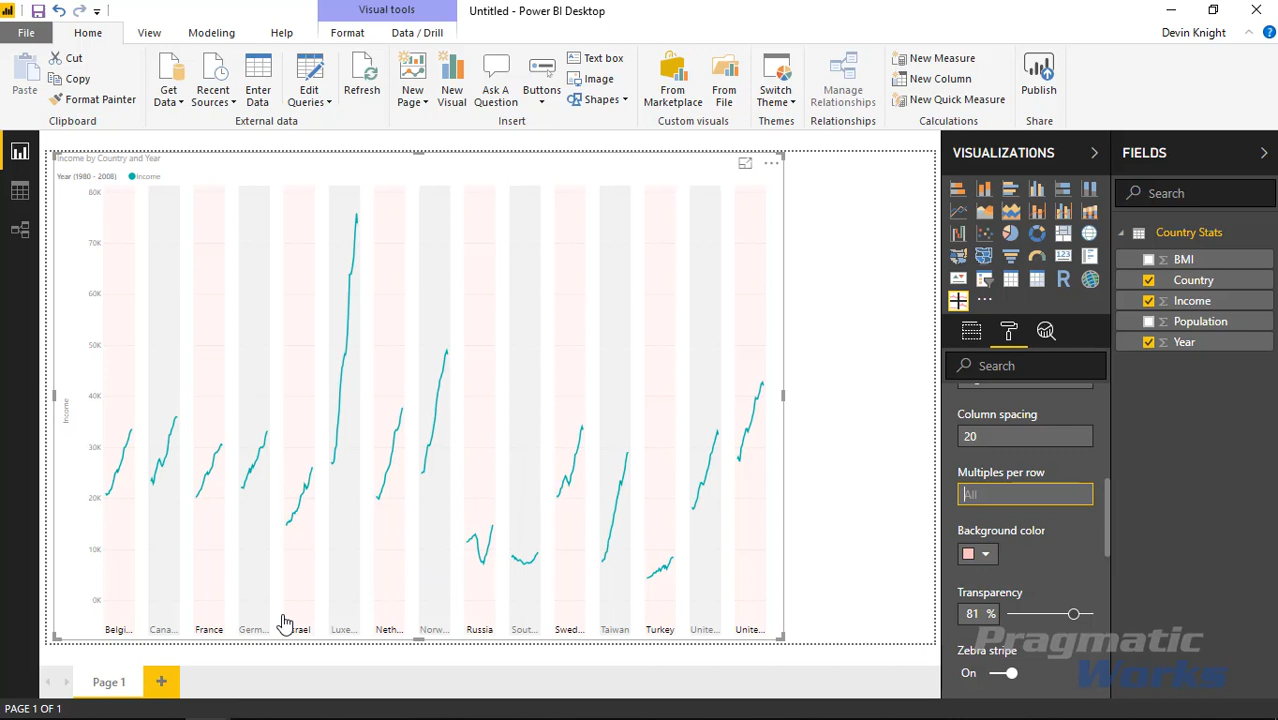 Visual tools
Untitled - Power BI Desktop
File
Home
View
Modeling
Help
Format
Data / Drill
Devin Knight
Paste
Cut
Copy
Format Painter
Clipboard
Get Data
Recent Sources
Enter Data
Edit Queries
Refresh
External data
New Page
New Visual
Ask A Question
Buttons
Text box
Image
Shapes
Insert
From Marketplace
From File
Custom visuals
Switch Theme
Themes
Manage Relationships
Relationships
New Measure
New Column
New Quick Measure
Calculations
Publish
Share
Income by Country and Year
Year (1980 - 2008)
Income
80K
70K
60K
50K
40K
30K
20K
10K
0K
Income
Belgi...
Cana...
France
Germ...
Israel
Luxe...
Neth...
Norw...
Russia
Sout...
Swed...
Taiwan
Turkey
Unite...
Unite...
VISUALIZATIONS
123
R
Search
Column spacing
20
Multiples per row
All
Background color
Transparency
81 %
Zebra stripe
On
FIELDS
Search
Country Stats
BMI
Country
Income
Population
Year
Pragmatic
Works
Page 1
PAGE 1 OF 1